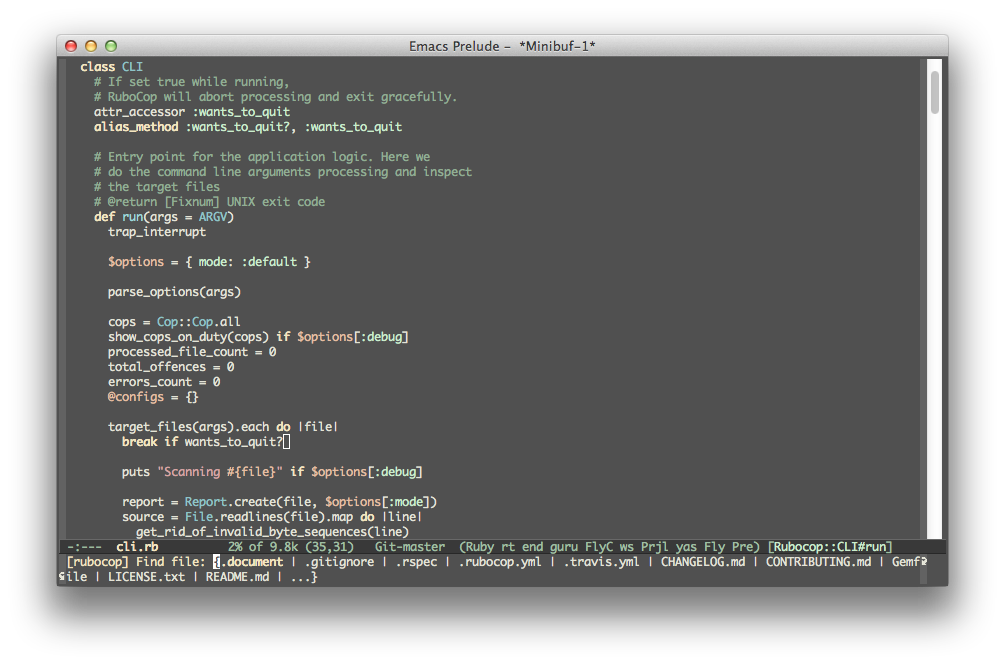 Emacs Prelude - *Minibuf-1*
class CLI
# If set true while running,
# RuboCop will abort processing and exit gracefully.
attr_accessor :wants_to_quit
alias_method :wants_to_quit?, :wants_to_quit
# Entry point for the application logic. Here we
# do the command line arguments processing and inspect
# the target files
# @return [Fixnum] UNIX exit code
def run(args = ARGV)
trap_interrupt
$options = { mode: :default }
parse_options(args)
cops = Cop::Cop.all
show_cops_on_duty(cops) if $options[:debug]
processed_file_count = 0
total_offences = 0
errors_count = 0
@configs = {}
target_files(args).each do |file|
break if wants_to_quit?
puts "Scanning #{file}" if $options[:debug]
report = Report.create(file, $options[:mode])
source = File.readlines(file).map do |line|
get_rid_of_invalid_byte_sequences(line)
-:--- cli.rb 2% of 9.8k (35,31) Git-master (Ruby rt end guru FlyC ws Prjl yas Fly Pre) [Rubocop::CLI#run]
[rubocop] Find file: {.document | .gitignore | .rspec | .rubocop.yml | .travis.yml | CHANGELOG.md | CONTRIBUTING.md | Gemf
ile | LICENSE.txt | README.md | ...}